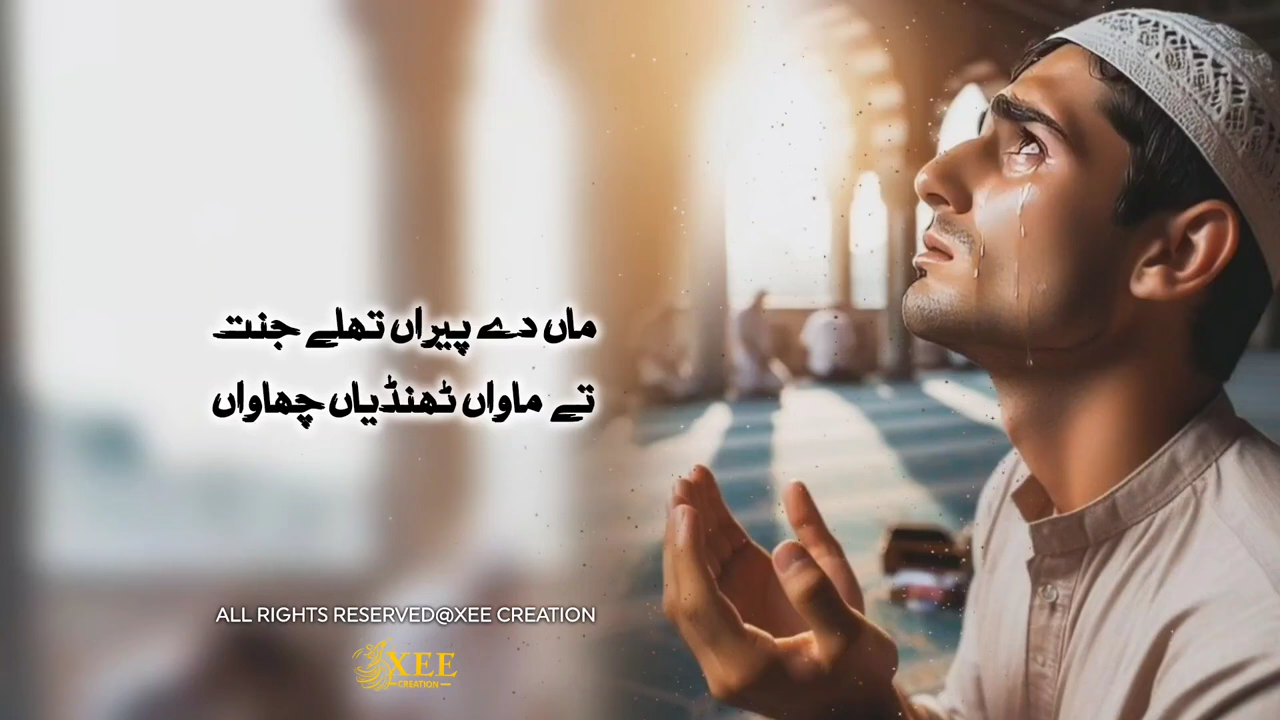 ماں دے پیراں تھلے جنت
تے ماواں ٹھنڈیاں چھاواں
ALL RIGHTS RESERVED@XEE CREATION
XEE
CREATION